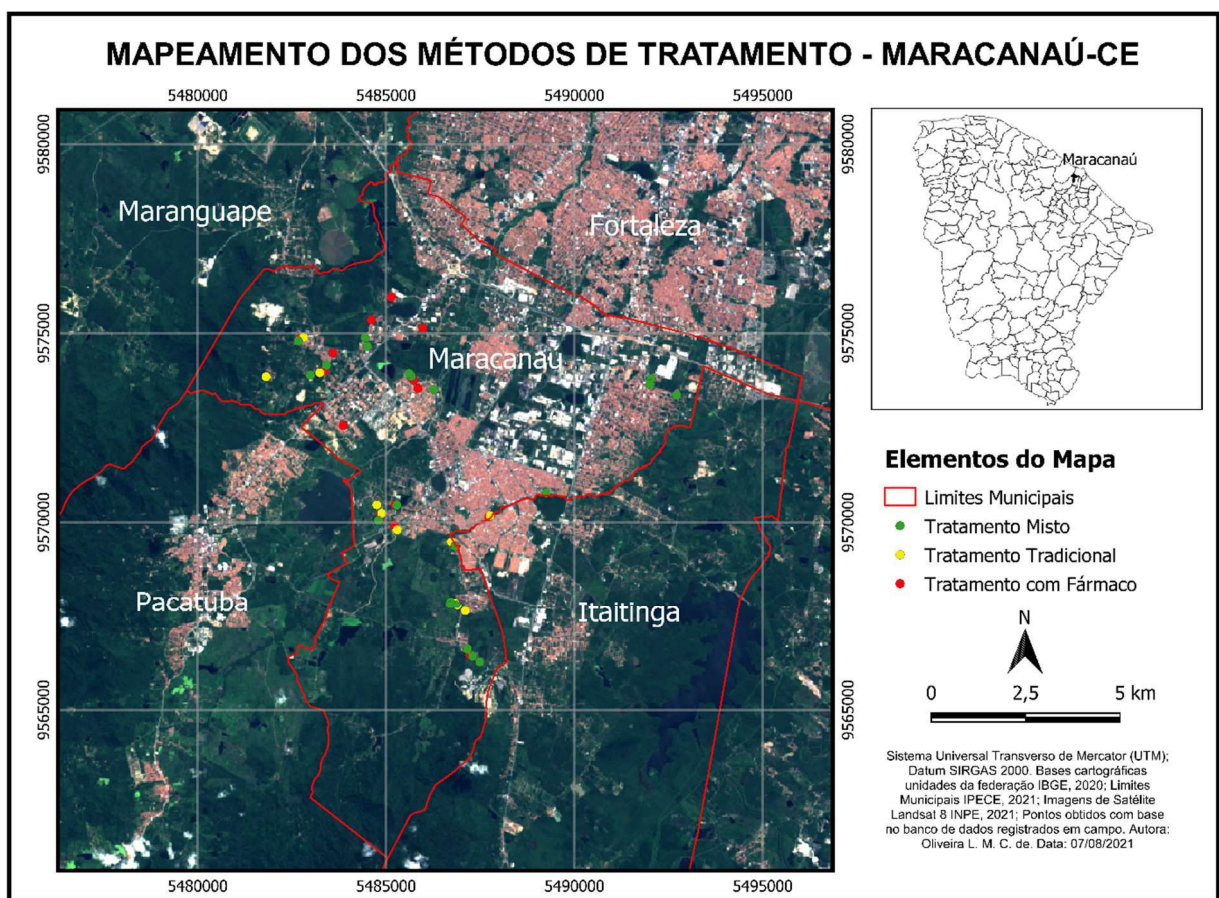 MAPEAMENTO DOS MÉTODOS DE TRATAMENTO - MARACANAÚ-CE
5480000
5485000
5490000
5495000
9580000
9580000
Maranguape
Fortaleza
Maracanaú
9575000
9575000
Maracanaú
9570000
9570000
Pacatuba
Itaitinga
9565000
9565000
5480000
5485000
5490000
5495000
Elementos do Mapa
Limites Municipais
Tratamento Misto
Tratamento Tradicional
Tratamento com Fármaco
N
0
2,5
5 km
Sistema Universal Transverso de Mercator (UTM);
Datum SIRGAS 2000. Bases cartográficas
unidades da federação IBGE, 2020; Limites
Municipais IPECE, 2021; Imagens de Satélite
Landsat 8 INPE, 2021; Pontos obtidos com base
no banco de dados registrados em campo. Autora:
Oliveira L. M. C. de. Data: 07/08/2021